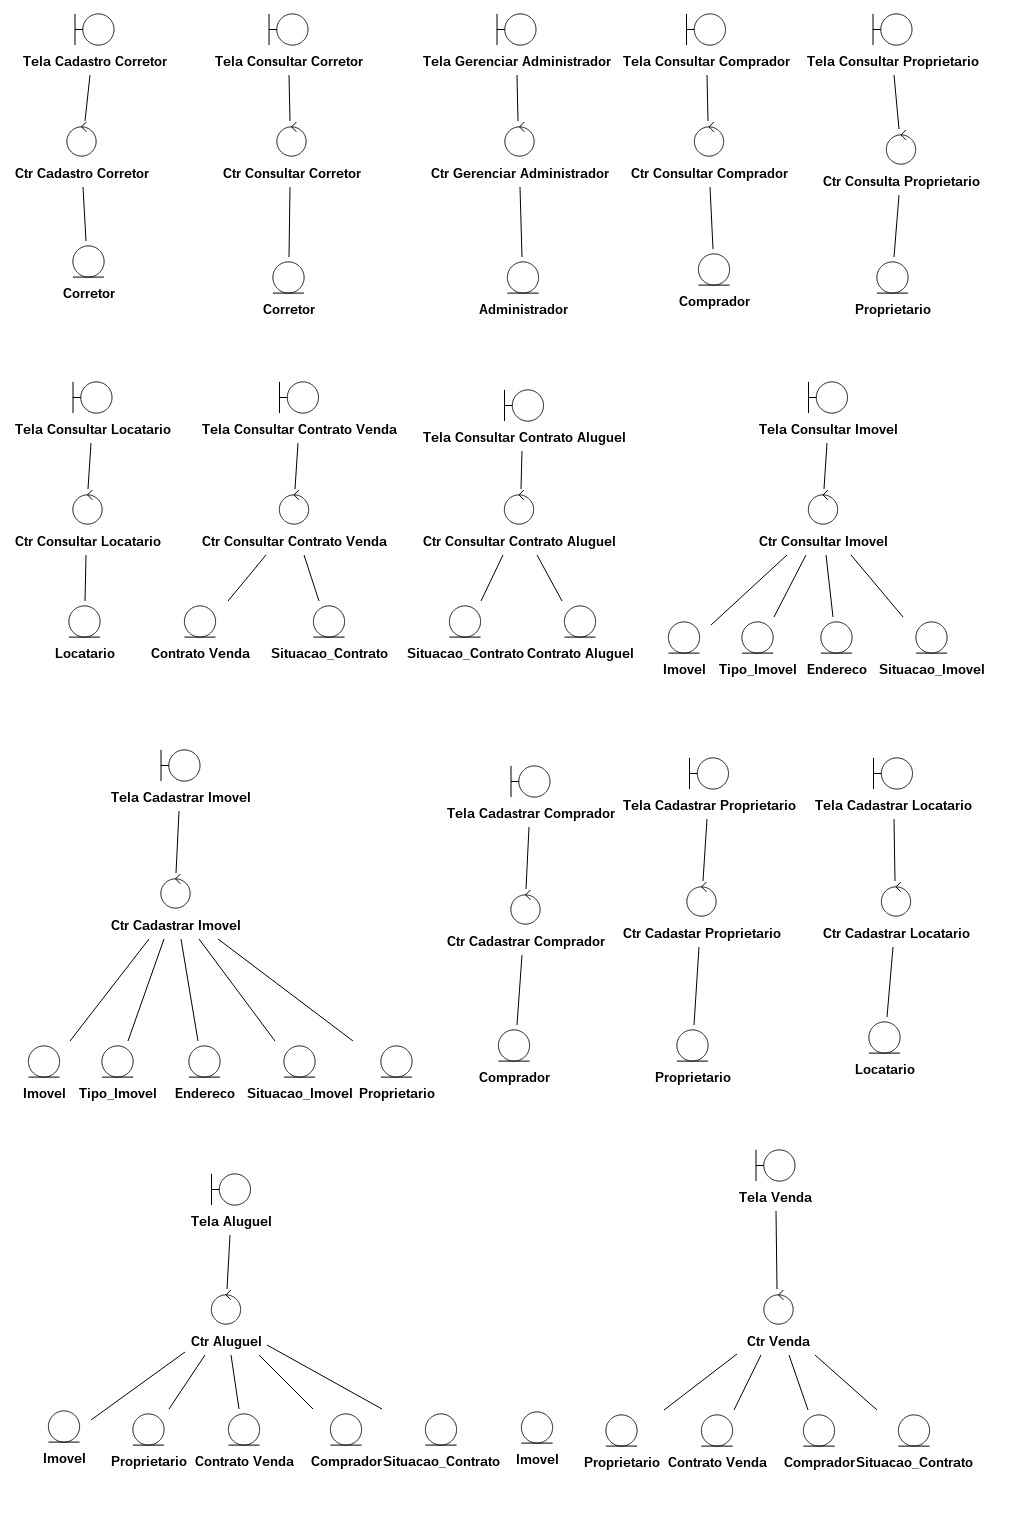 Tela Cadastro Corretor
Tela Consultar Corretor
Tela Gerenciar Administrador
Tela Consultar Comprador
Tela Consultar Proprietario
Ctr Cadastro Corretor
Ctr Consultar Corretor
Ctr Gerenciar Administrador
Ctr Consultar Comprador
Ctr Consulta Proprietario
Corretor
Corretor
Administrador
Comprador
Proprietario
Tela Consultar Locatario
Tela Consultar Contrato Venda
Tela Consultar Contrato Aluguel
Tela Consultar Imovel
Ctr Consultar Locatario
Ctr Consultar Contrato Venda
Ctr Consultar Contrato Aluguel
Ctr Consultar Imovel
Locatario
Contrato Venda
Situacao_Contrato
Situacao_Contrato
Contrato Aluguel
Imovel
Tipo_Imovel
Endereco
Situacao_Imovel
Tela Cadastrar Imovel
Tela Cadastrar Comprador
Tela Cadastrar Proprietario
Tela Cadastrar Locatario
Ctr Cadastrar Imovel
Ctr Cadastrar Comprador
Ctr Cadastar Proprietario
Ctr Cadastrar Locatario
Imovel
Tipo_Imovel
Endereco
Situacao_Imovel
Proprietario
Comprador
Proprietario
Locatario
Tela Aluguel
Tela Venda
Ctr Aluguel
Ctr Venda
Imovel
Proprietario
Contrato Venda
Comprador
Situacao_Contrato
Imovel
Proprietario
Contrato Venda
Comprador
Situacao_Contrato